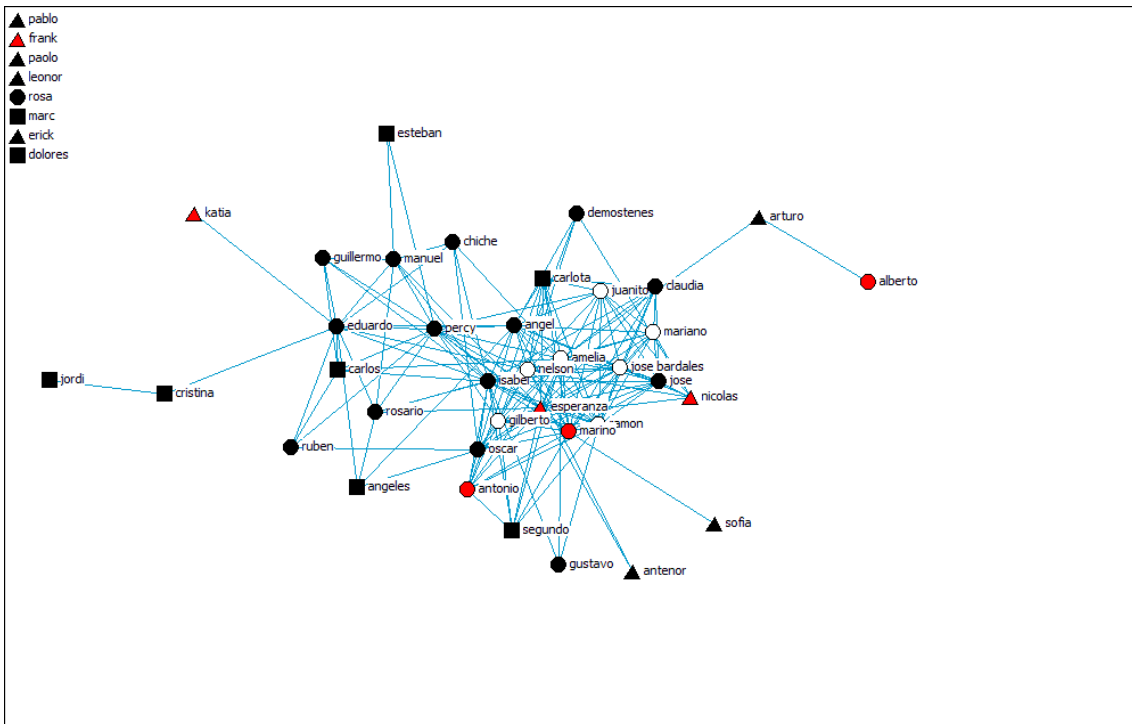 pablo
frank
paolo
leonor
rosa
marc
erick
dolores
esteban
katia
demostenes
arturo
chiche
guillermo
manuel
carlota
claudia
alberto
juanito
eduardo
percy
angel
mariano
amelia
carlos
nelson
jose bardales
jordi
isabel
jose
cristina
nicolas
rosario
esperanza
gilberto
ramon
marino
ruben
oscar
angeles
antonio
segundo
sofia
gustavo
antenor